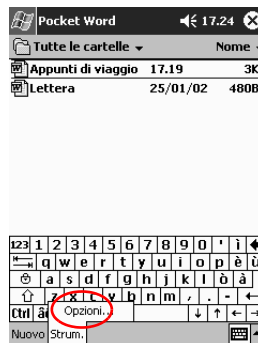 Pocket Word 17.24
Tutte le cartelle Nome
Appunti di viaggio 17.19 3K
Lettera 25/01/02 480B
123 1 2 3 4 5 6 7 8 9 0 ' ì
q w e r t y u i o p è ù
a s d f g h j k l ò à
z x c v b n m , . -
Ctrl
Opzioni...
Nuovo Strum.